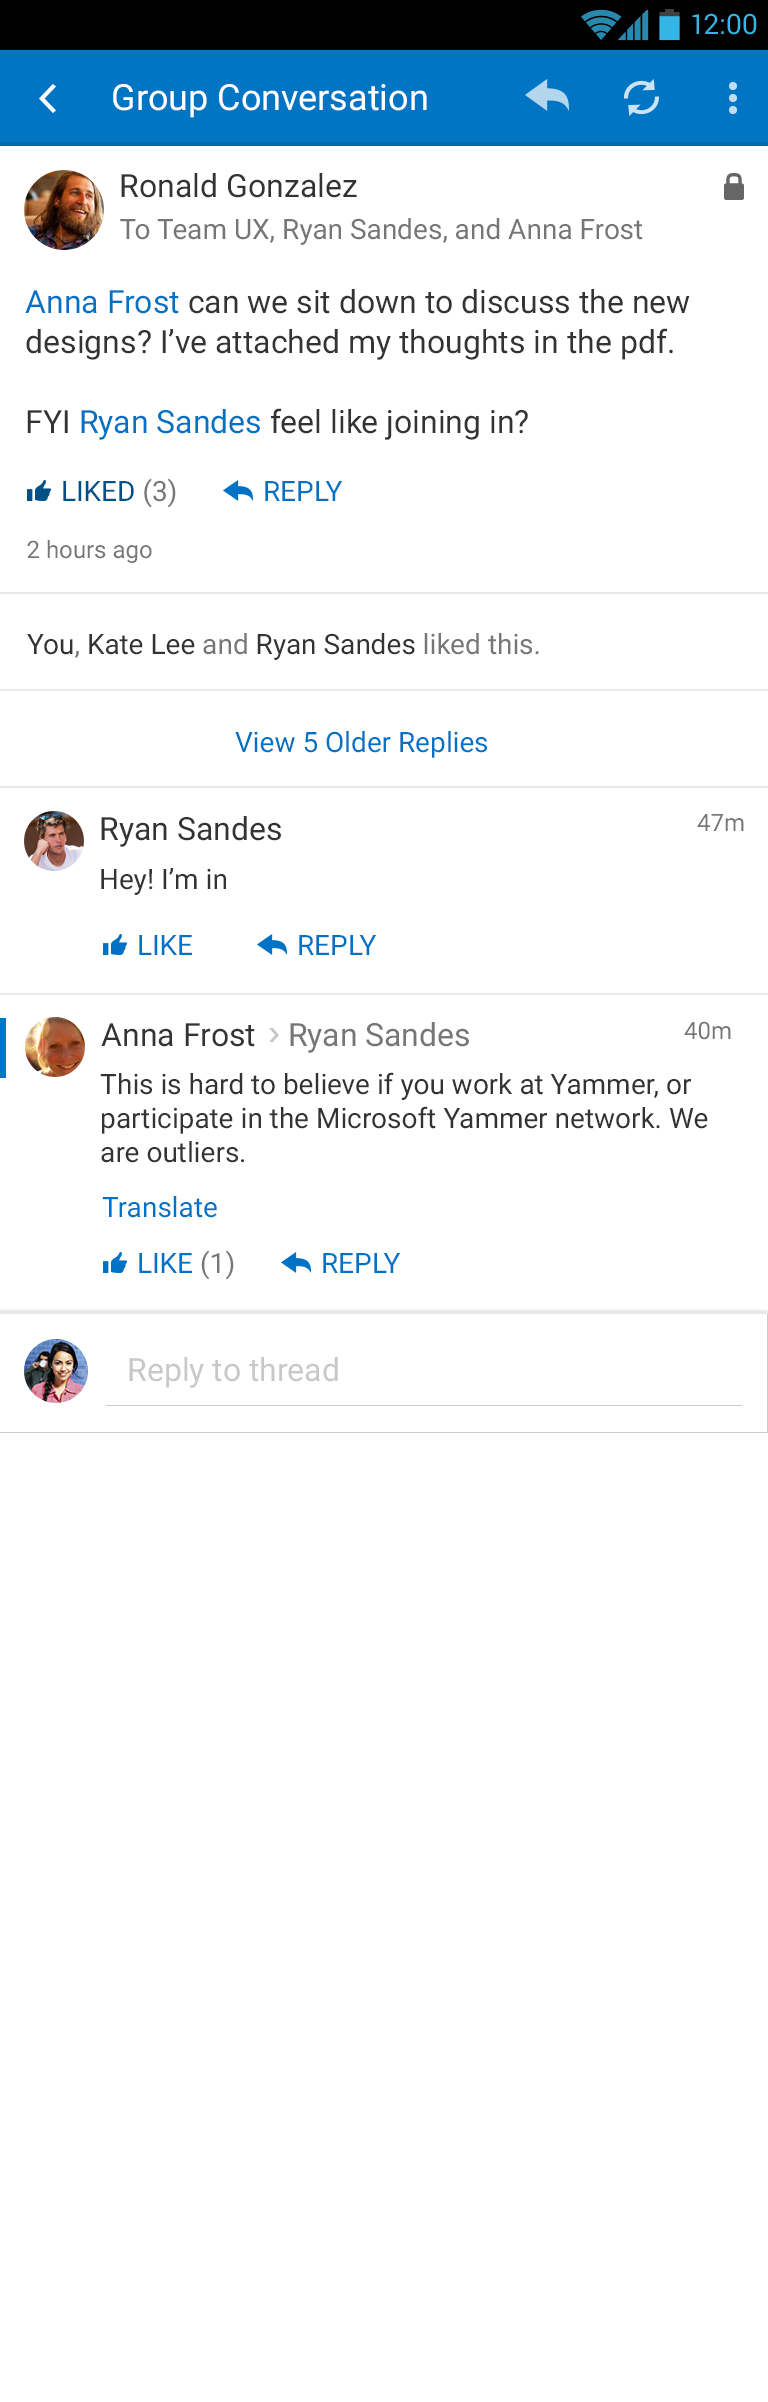 12:00
Group Conversation
Ronald Gonzalez
To Team UX, Ryan Sandes, and Anna Frost
Anna Frost can we sit down to discuss the new
designs? I’ve attached my thoughts in the pdf.
FYI Ryan Sandes feel like joining in?
LIKED (3) REPLY
2 hours ago
You, Kate Lee and Ryan Sandes liked this.
View 5 Older Replies
Ryan Sandes 47m
Hey! I’m in
LIKE REPLY
Anna Frost › Ryan Sandes 40m
This is hard to believe if you work at Yammer, or
participate in the Microsoft Yammer network. We
are outliers.
Translate
LIKE (1) REPLY
Reply to thread